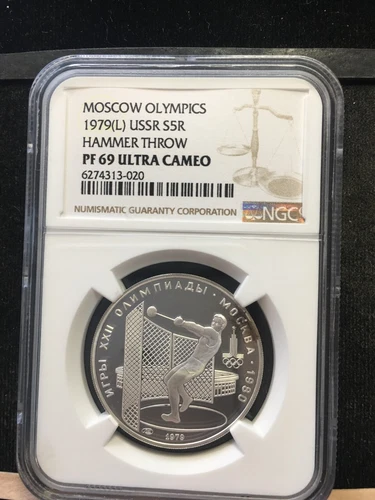 MOSCOW OLYMPICS
1979(L) USSR S5R
HAMMER THROW
PF 69 ULTRA CAMEO
6274313-020
NUMISMATIC GUARANTY CORPORATION
NGC
ИГРЫ XXII ОЛИМПИАДЫ • МОСКВА • 1980
1979